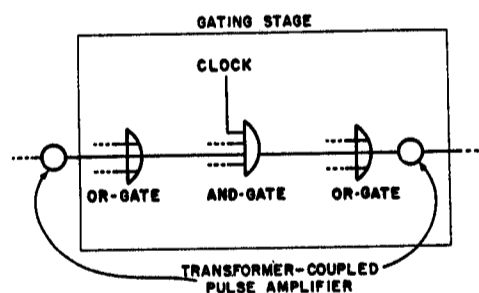 GATING STAGE
CLOCK
OR-GATE
AND-GATE
OR-GATE
TRANSFORMER-COUPLED
PULSE AMPLIFIER